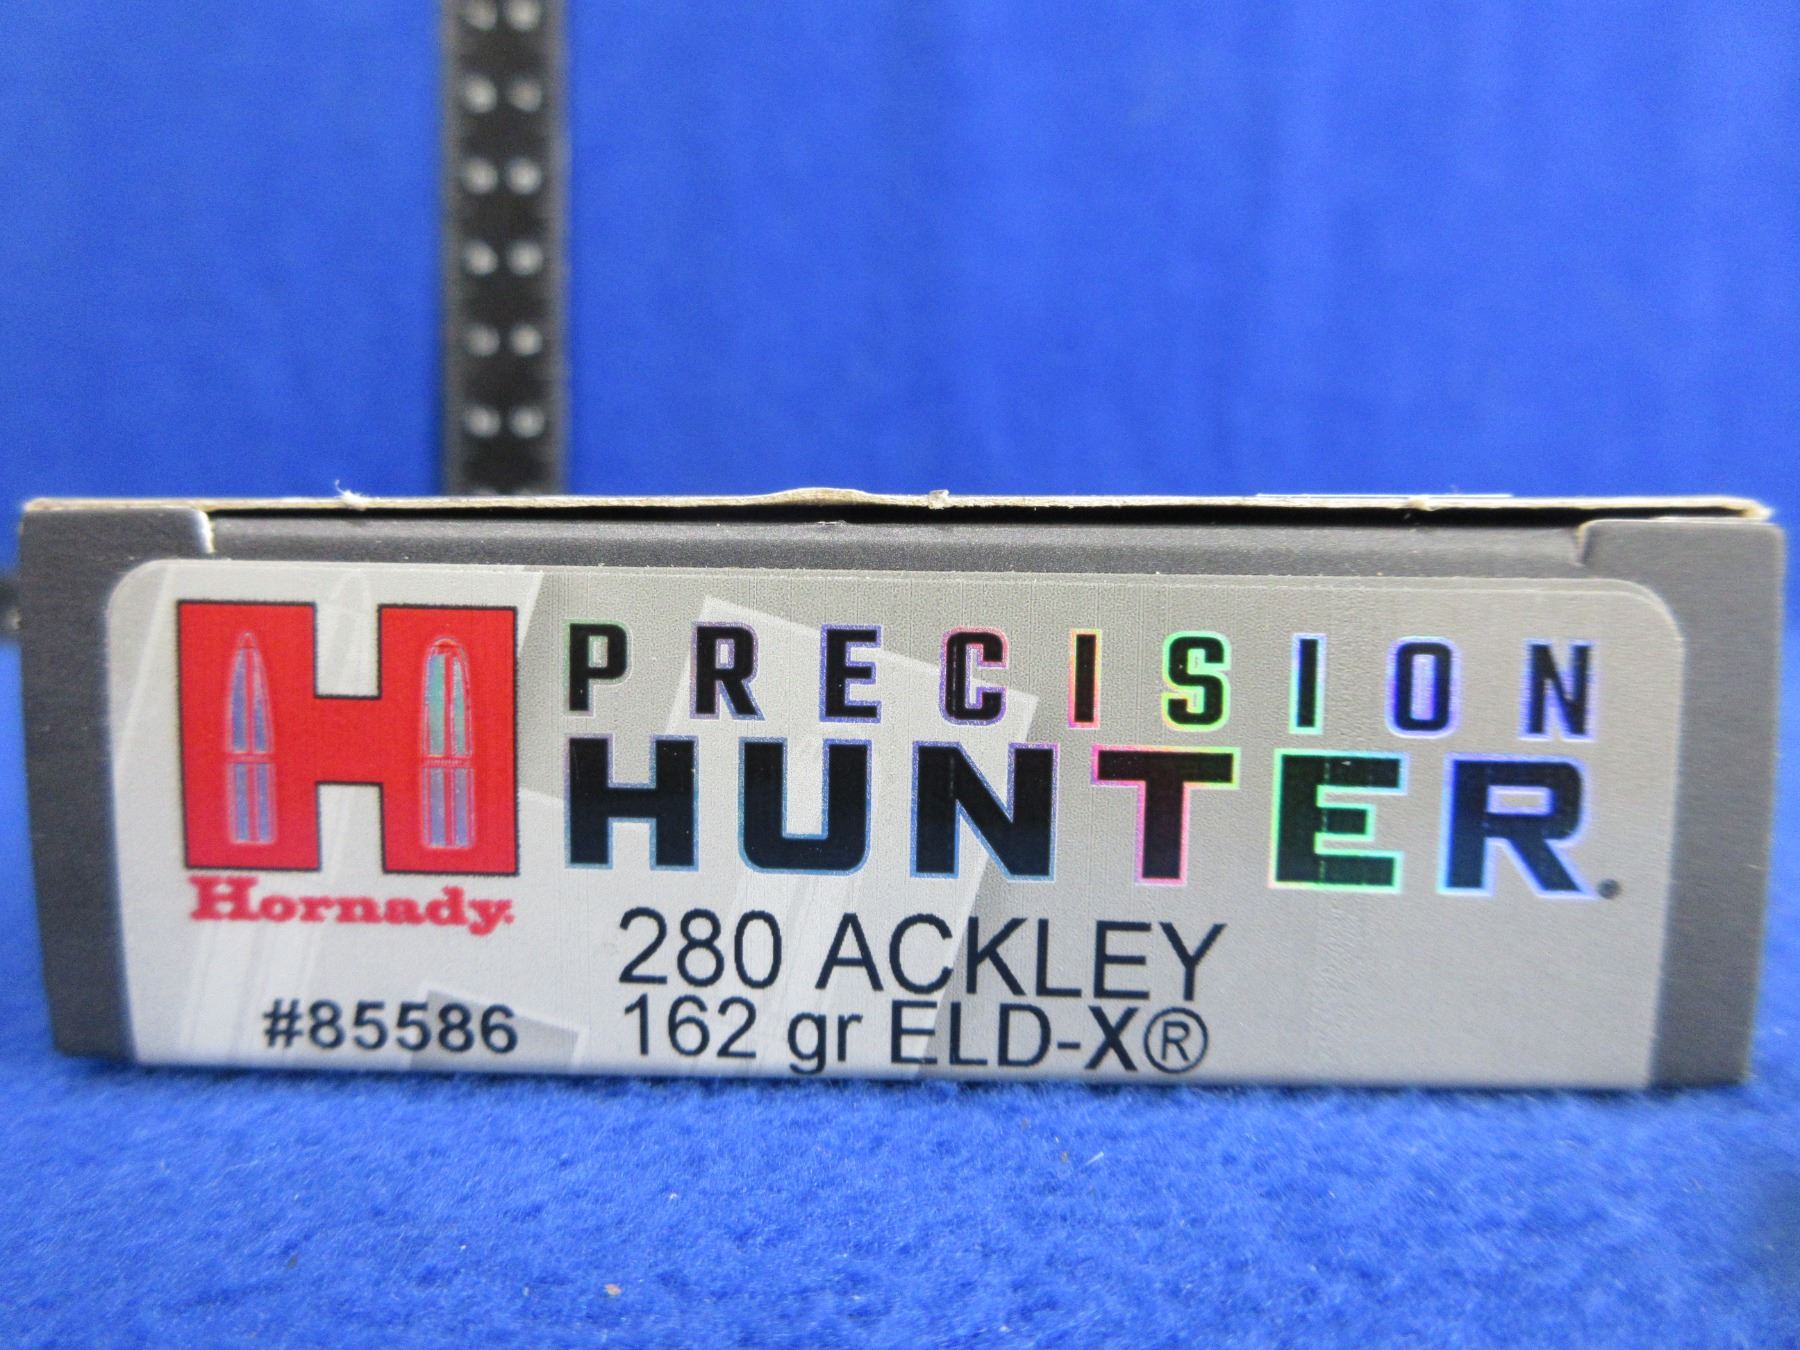 PRECISION
HUNTER.
Hornady.
280 ACKLEY
#85586
162 gr ELD-X®